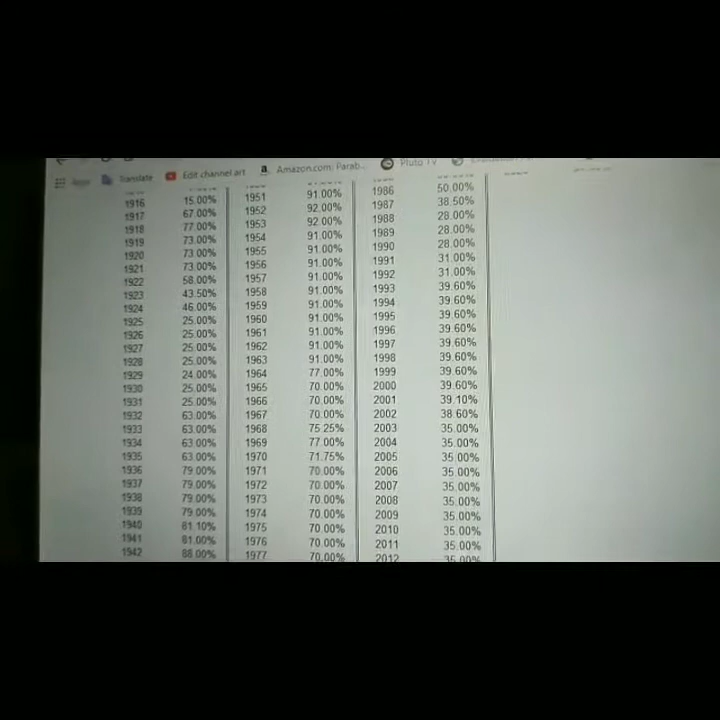 Apps Translate Edit channel art Amazon.com: Parab... Pluto TV
1916 15.00% 1951 91.00% 1986 50.00%
1917 67.00% 1952 92.00% 1987 38.50%
1918 77.00% 1953 92.00% 1988 28.00%
1919 73.00% 1954 91.00% 1989 28.00%
1920 73.00% 1955 91.00% 1990 28.00%
1921 73.00% 1956 91.00% 1991 31.00%
1922 58.00% 1957 91.00% 1992 31.00%
1923 43.50% 1958 91.00% 1993 39.60%
1924 46.00% 1959 91.00% 1994 39.60%
1925 25.00% 1960 91.00% 1995 39.60%
1926 25.00% 1961 91.00% 1996 39.60%
1927 25.00% 1962 91.00% 1997 39.60%
1928 25.00% 1963 91.00% 1998 39.60%
1929 24.00% 1964 77.00% 1999 39.60%
1930 25.00% 1965 70.00% 2000 39.60%
1931 25.00% 1966 70.00% 2001 39.10%
1932 63.00% 1967 70.00% 2002 38.60%
1933 63.00% 1968 75.25% 2003 35.00%
1934 63.00% 1969 77.00% 2004 35.00%
1935 63.00% 1970 71.75% 2005 35.00%
1936 79.00% 1971 70.00% 2006 35.00%
1937 79.00% 1972 70.00% 2007 35.00%
1938 79.00% 1973 70.00% 2008 35.00%
1939 79.00% 1974 70.00% 2009 35.00%
1940 81.10% 1975 70.00% 2010 35.00%
1941 81.00% 1976 70.00% 2011 35.00%
1942 88.00% 1977 70.00% 2012 35.00%